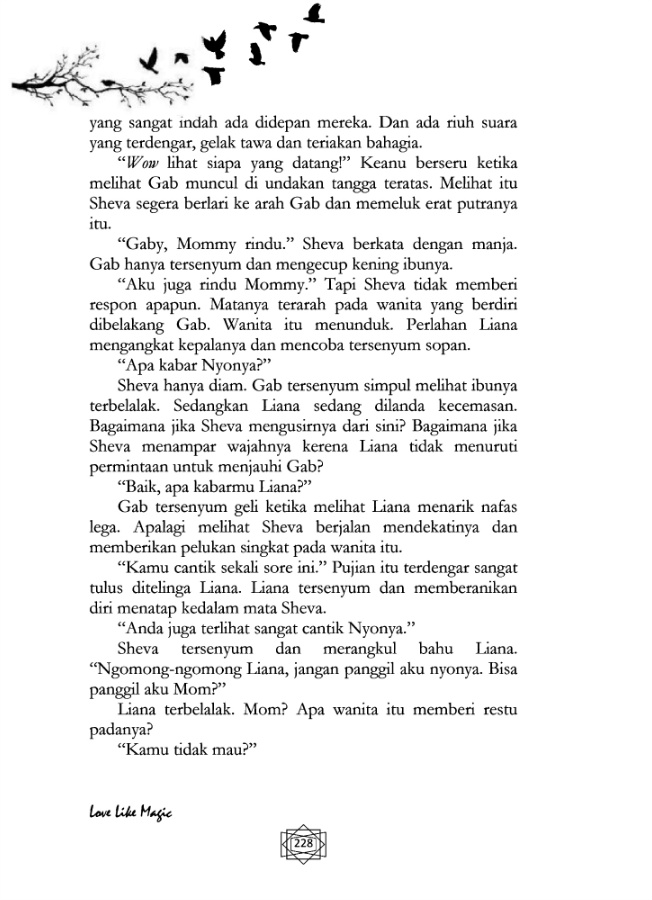 yang sangat indah ada didepan mereka. Dan ada riuh suara
yang terdengar, gelak tawa dan teriakan bahagia.
“Wow lihat siapa yang datang!” Keanu berseru ketika
melihat Gab muncul di undakan tangga teratas. Melihat itu
Sheva segera berlari ke arah Gab dan memeluk erat putranya
itu.
“Gaby, Mommy rindu.” Sheva berkata dengan manja.
Gab hanya tersenyum dan mengecup kening ibunya.
“Aku juga rindu Mommy.” Tapi Sheva tidak memberi
respon apapun. Matanya terarah pada wanita yang berdiri
dibelakang Gab. Wanita itu menunduk. Perlahan Liana
mengangkat kepalanya dan mencoba tersenyum sopan.
“Apa kabar Nyonya?”
Sheva hanya diam. Gab tersenyum simpul melihat ibunya
terbelalak. Sedangkan Liana sedang dilanda kecemasan.
Bagaimana jika Sheva mengusirnya dari sini? Bagaimana jika
Sheva menampar wajahnya kerena Liana tidak menuruti
permintaan untuk menjauhi Gab?
“Baik, apa kabarmu Liana?”
Gab tersenyum geli ketika melihat Liana menarik nafas
lega. Apalagi melihat Sheva berjalan mendekatinya dan
memberikan pelukan singkat pada wanita itu.
“Kamu cantik sekali sore ini.” Pujian itu terdengar sangat
tulus ditelinga Liana. Liana tersenyum dan memberanikan
diri menatap kedalam mata Sheva.
“Anda juga terlihat sangat cantik Nyonya.”
Sheva tersenyum dan merangkul bahu Liana.
“Ngomong-ngomong Liana, jangan panggil aku nyonya. Bisa
panggil aku Mom?”
Liana terbelalak. Mom? Apa wanita itu memberi restu
padanya?
“Kamu tidak mau?”
Love Like Magic
228